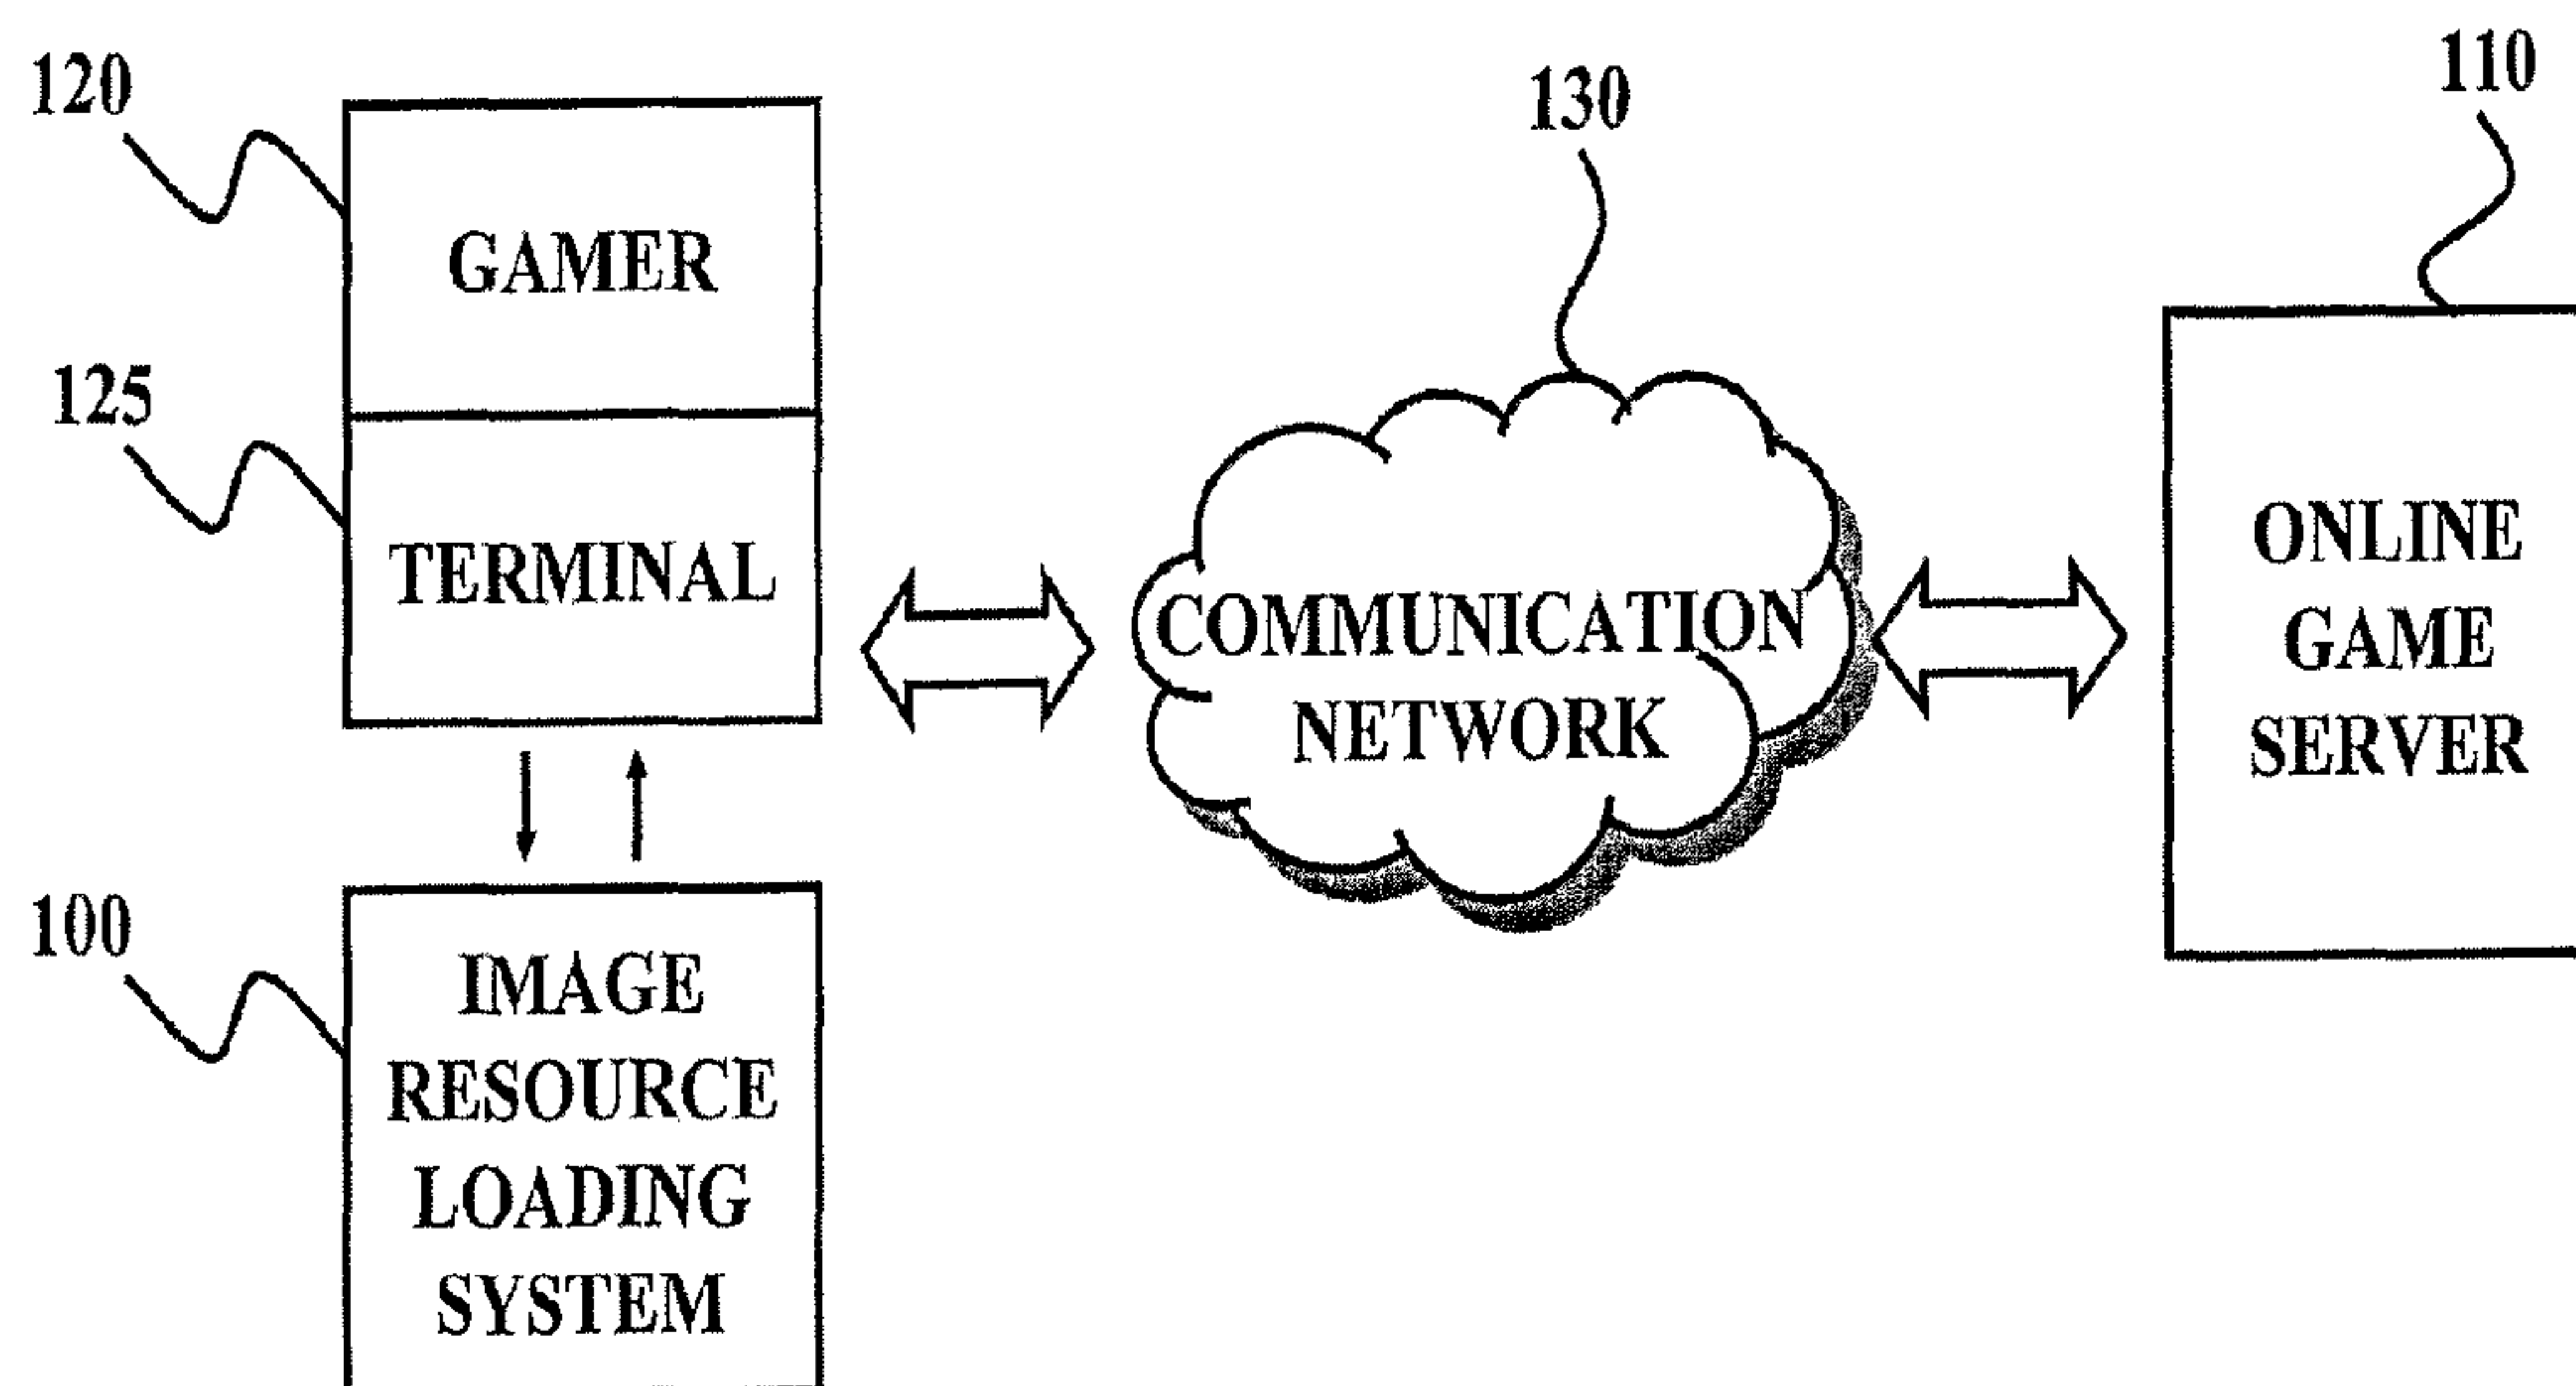 120
GAMER
125
TERMINAL
130
COMMUNICATION
NETWORK
110
ONLINE
GAME
SERVER
100
IMAGE
RESOURCE
LOADING
SYSTEM